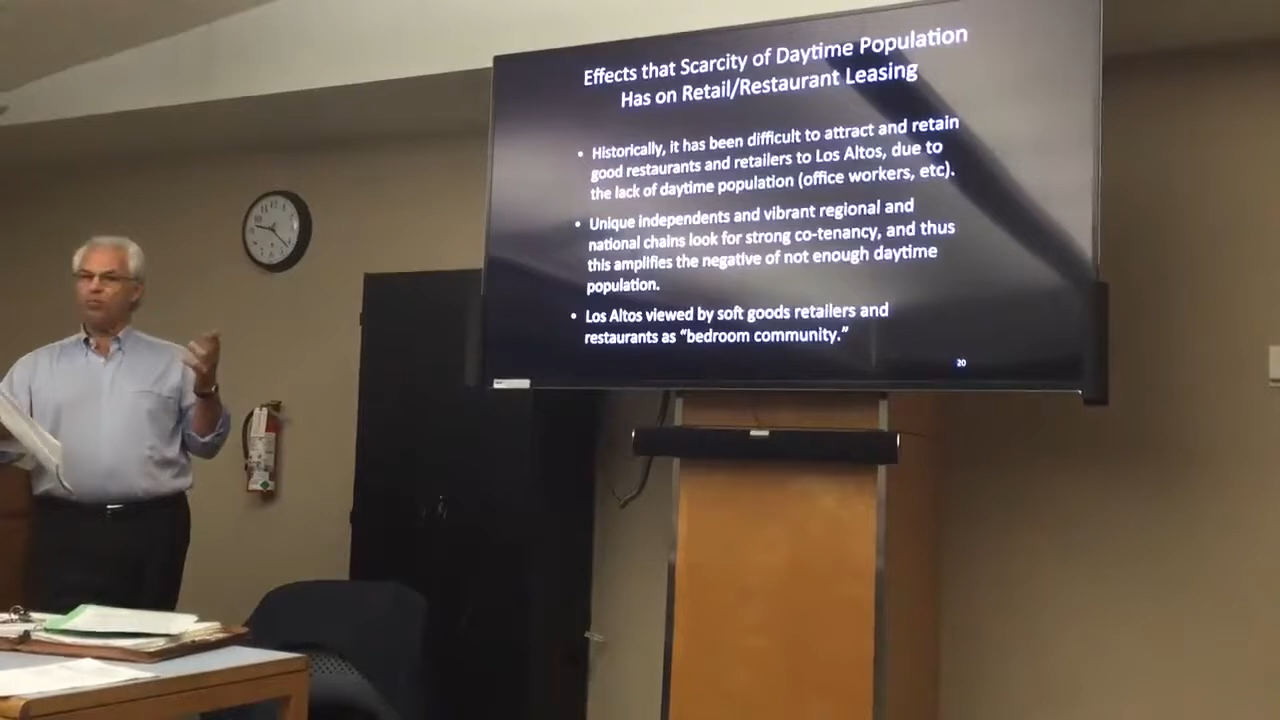 Effects that Scarcity of Daytime Population
Has on Retail/Restaurant Leasing
• Historically, it has been difficult to attract and retain
good restaurants and retailers to Los Altos, due to
the lack of daytime population (office workers, etc).
• Unique independents and vibrant regional and
national chains look for strong co-tenancy, and thus
this amplifies the negative of not enough daytime
population.
• Los Altos viewed by soft goods retailers and
restaurants as “bedroom community.”
20